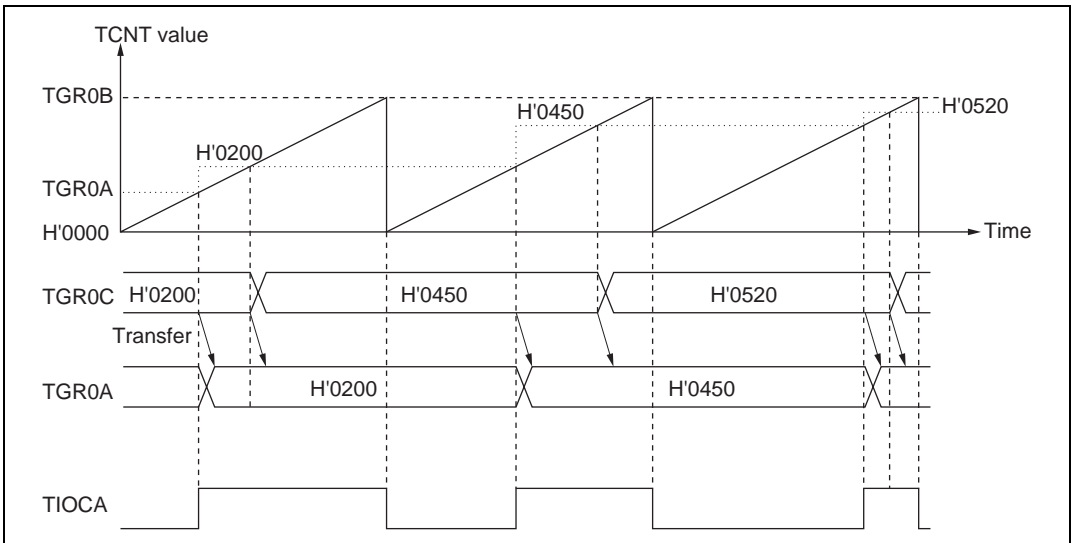 TCNT value
TGR0B
H'0520
H'0450
H'0200
TGR0A
H'0000
Time
TGR0C H'0200 H'0450 H'0520
Transfer
TGR0A H'0200 H'0450
TIOCA